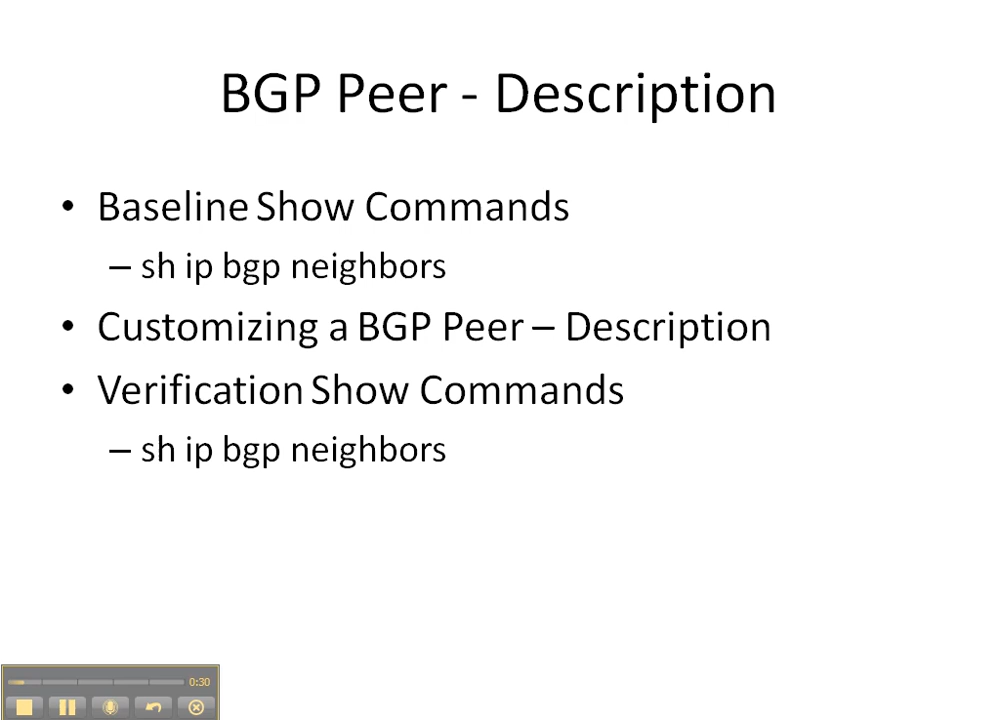 BGP Peer - Description
• Baseline Show Commands
– sh ip bgp neighbors
• Customizing a BGP Peer – Description
• Verification Show Commands
– sh ip bgp neighbors
0:30